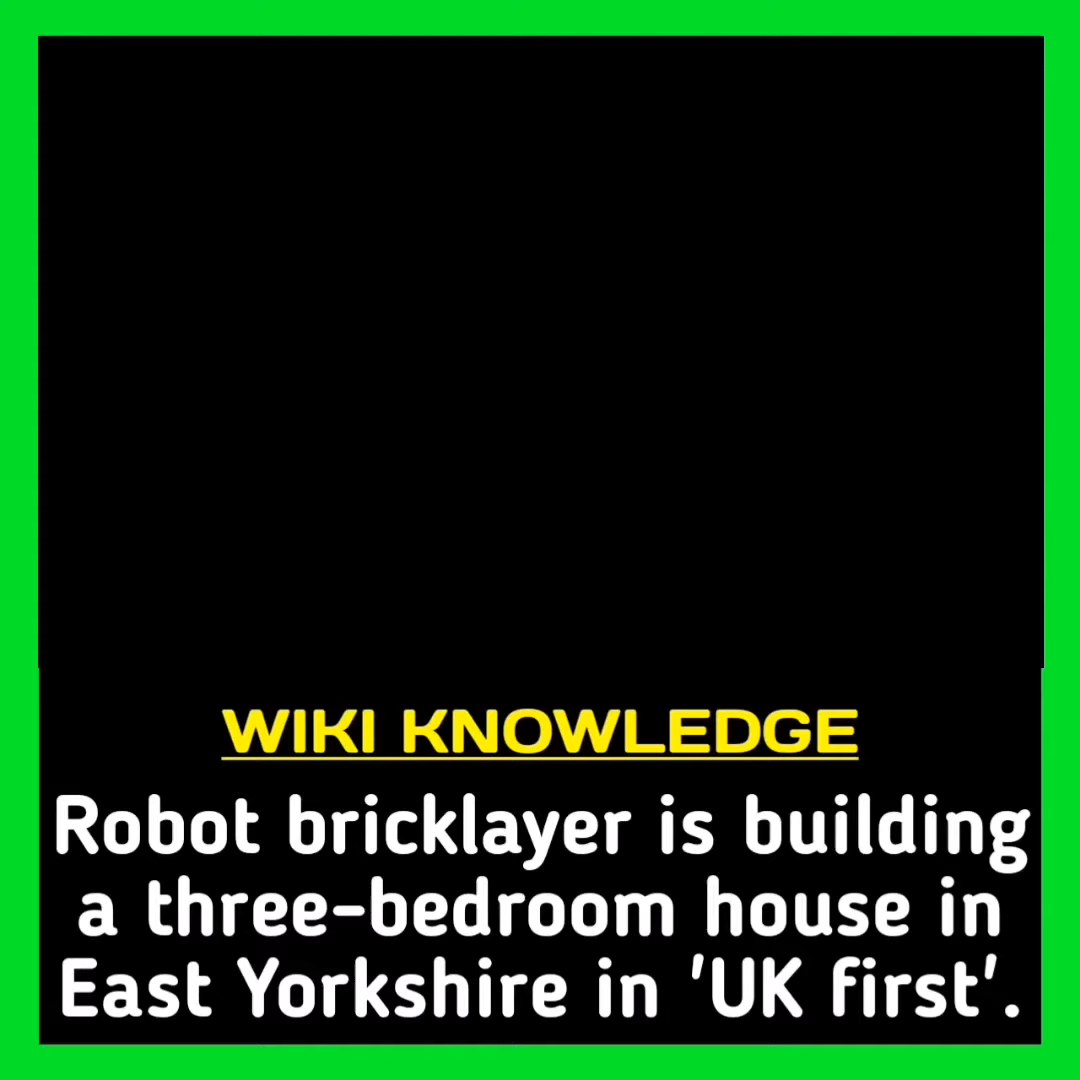 WIKI KNOWLEDGE
Robot bricklayer is building
a three-bedroom house in
East Yorkshire in 'UK first'.